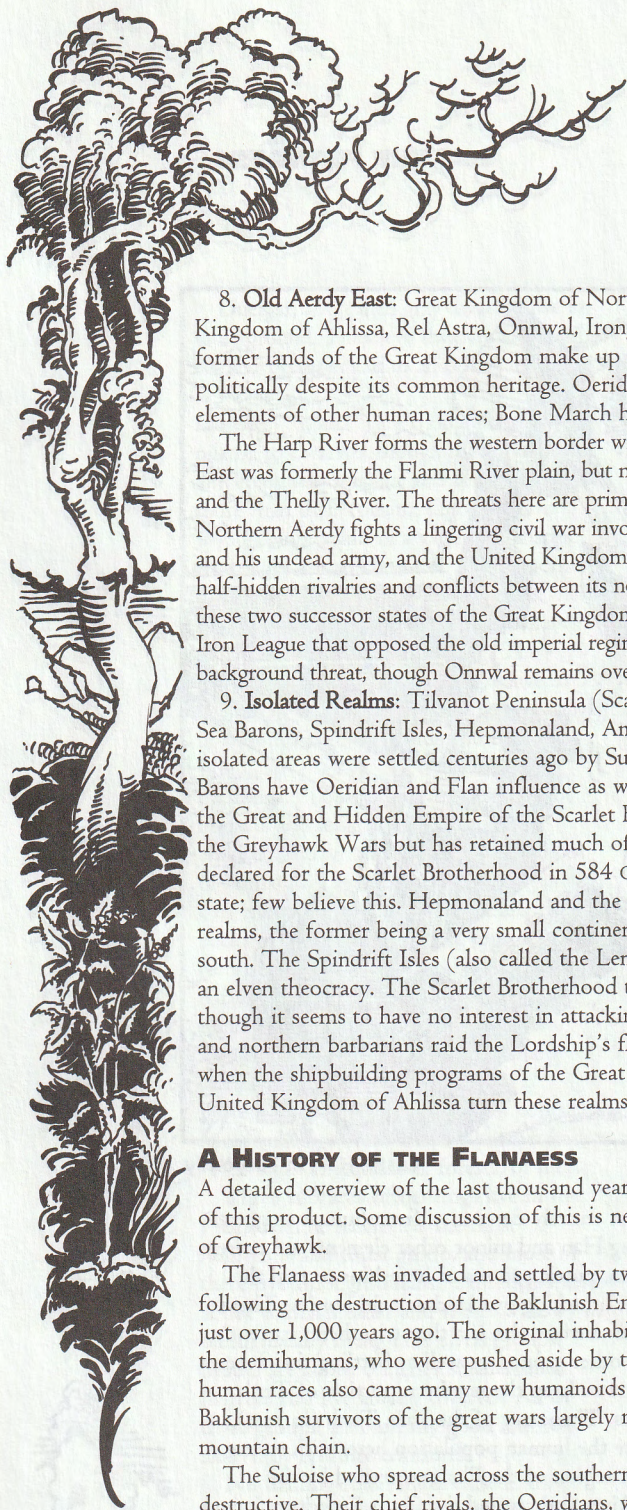 8. Old Aerdy East: Great Kingdom of Nor
Kingdom of Ahlissa, Rel Astra, Onnwal, Iron
former lands of the Great Kingdom make up
politically despite its common heritage. Oerid
elements of other human races; Bone March h
The Harp River forms the western border w
East was formerly the Flanmi River plain, but n
and the Thelly River. The threats here are prim
Northern Aerdy fights a lingering civil war invo
and his undead army, and the United Kingdom
half-hidden rivalries and conflicts between its n
these two successor states of the Great Kingdom
Iron League that opposed the old imperial regi
background threat, though Onnwal remains ove
9. Isolated Realms: Tilvanot Peninsula (Sca
Sea Barons, Spindrift Isles, Hepmonaland, Am
isolated areas were settled centuries ago by Su
Barons have Oeridian and Flan influence as w
the Great and Hidden Empire of the Scarlet
the Greyhawk Wars but has retained much of
declared for the Scarlet Brotherhood in 584
state; few believe this. Hepmonaland and the
realms, the former being a very small continen
south. The Spindrift Isles (also called the Len
an elven theocracy. The Scarlet Brotherhood t
though it seems to have no interest in attackin
and northern barbarians raid the Lordship's f
when the shipbuilding programs of the Great
United Kingdom of Ahlissa turn these realms
A HISTORY OF THE FLANAESS
A detailed overview of the last thousand year
of this product. Some discussion of this is ne
of Greyhawk.
The Flanaess was invaded and settled by tw
following the destruction of the Baklunish Em
just over 1,000 years ago. The original inhabi
the demihumans, who were pushed aside by t
human races also came many new humanoids
Baklunish survivors of the great wars largely r
mountain chain.
The Suloise who spread across the southern
destructive. Their chief rivals, the Oeridians, w